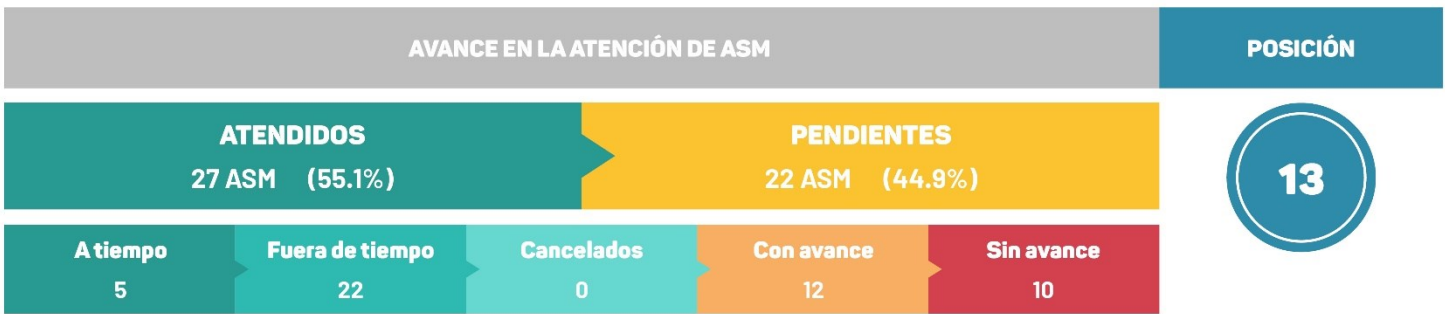 AVANCE EN LA ATENCIÓN DE ASM
POSICIÓN
ATENDIDOS
27 ASM (55.1%)
PENDIENTES
22 ASM (44.9%)
13
A tiempo
5
Fuera de tiempo
22
Cancelados
0
Con avance
12
Sin avance
10